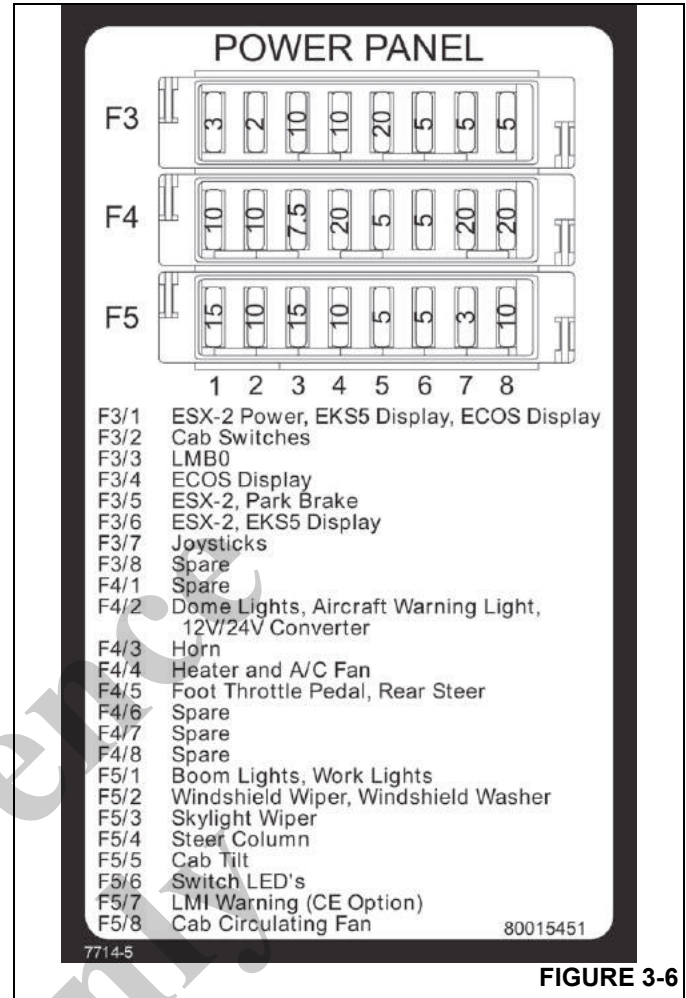 POWER PANEL
F3 3 2 10 10 20 5 5 5
F4 10 10 7.5 20 5 5 20 20
F5 15 10 15 10 5 5 3 10
1 2 3 4 5 6 7 8
F3/1 ESX-2 Power, EKS5 Display, ECOS Display
F3/2 Cab Switches
F3/3 LMB0
F3/4 ECOS Display
F3/5 ESX-2, Park Brake
F3/6 ESX-2, EKS5 Display
F3/7 Joysticks
F3/8 Spare
F4/1 Spare
F4/2 Dome Lights, Aircraft Warning Light,
12V/24V Converter
F4/3 Horn
F4/4 Heater and A/C Fan
F4/5 Foot Throttle Pedal, Rear Steer
F4/6 Spare
F4/7 Spare
F4/8 Spare
F5/1 Boom Lights, Work Lights
F5/2 Windshield Wiper, Windshield Washer
F5/3 Skylight Wiper
F5/4 Steer Column
F5/5 Cab Tilt
F5/6 Switch LED's
F5/7 LMI Warning (CE Option)
F5/8 Cab Circulating Fan 80015451
7714-5
FIGURE 3-6
ence
nly